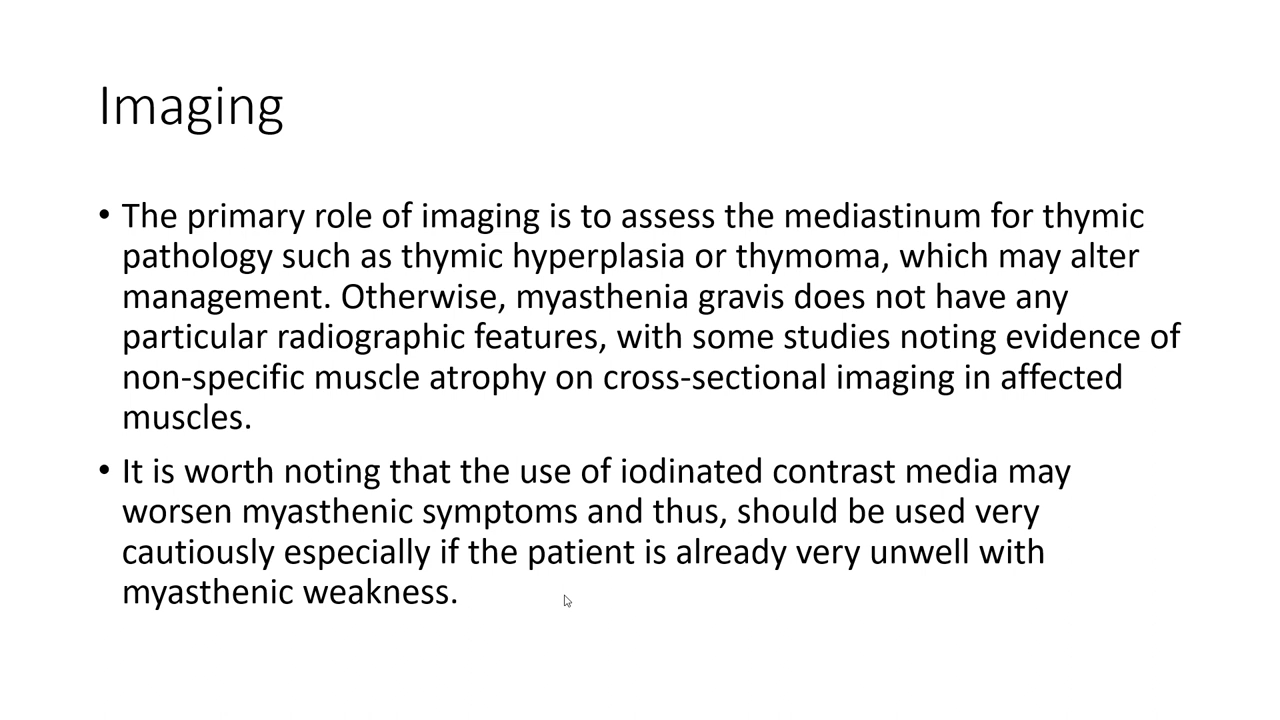 Imaging
• The primary role of imaging is to assess the mediastinum for thymic
pathology such as thymic hyperplasia or thymoma, which may alter
management. Otherwise, myasthenia gravis does not have any
particular radiographic features, with some studies noting evidence of
non-specific muscle atrophy on cross-sectional imaging in affected
muscles.
• It is worth noting that the use of iodinated contrast media may
worsen myasthenic symptoms and thus, should be used very
cautiously especially if the patient is already very unwell with
myasthenic weakness.